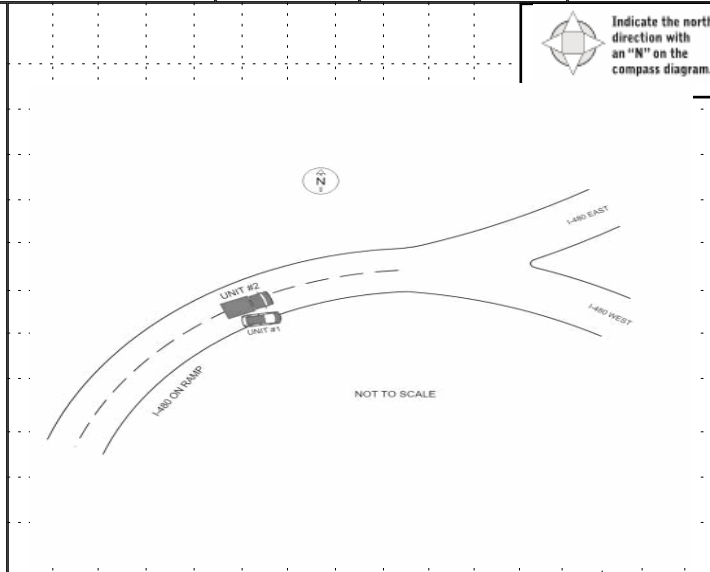 Indicate the north
direction with
an "N" on the
compass diagram.
N
I-480 EAST
UNIT #2
I-480 WEST
UNIT #1
I-480 ON RAMP
NOT TO SCALE